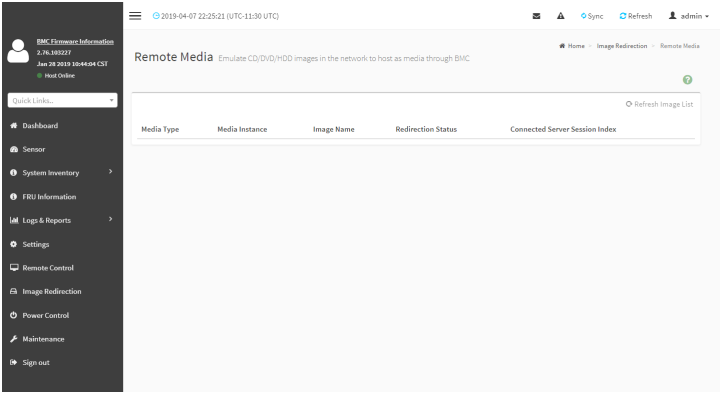 2019-04-07 22:25:21 (UTC-11:30 UTC)
Sync
Refresh
admin
BMC Firmware Information
2.76.103227
Jan 28 2019 10:44:04 CST
Host Online
Quick Links..
Dashboard
Sensor
System Inventory
FRU Information
Logs & Reports
Settings
Remote Control
Image Redirection
Power Control
Maintenance
Sign out
Remote Media Emulate CD/DVD/HDD images in the network to host as media through BMC
Home > Image Redirection > Remote Media
Refresh Image List
Media Type Media Instance Image Name Redirection Status Connected Server Session Index